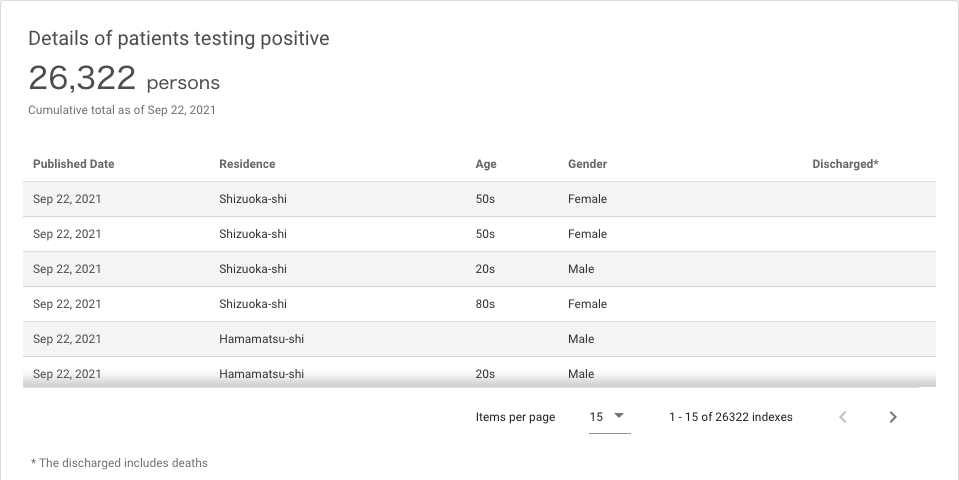 Details of patients testing positive
26,322 persons
Cumulative total as of Sep 22, 2021
Published Date Residence Age Gender Discharged*
Sep 22, 2021 Shizuoka-shi 50s Female
Sep 22, 2021 Shizuoka-shi 50s Female
Sep 22, 2021 Shizuoka-shi 20s Male
Sep 22, 2021 Shizuoka-shi 80s Female
Sep 22, 2021 Hamamatsu-shi Male
Sep 22, 2021 Hamamatsu-shi 20s Male
Items per page 15 1 - 15 of 26322 indexes
* The discharged includes deaths